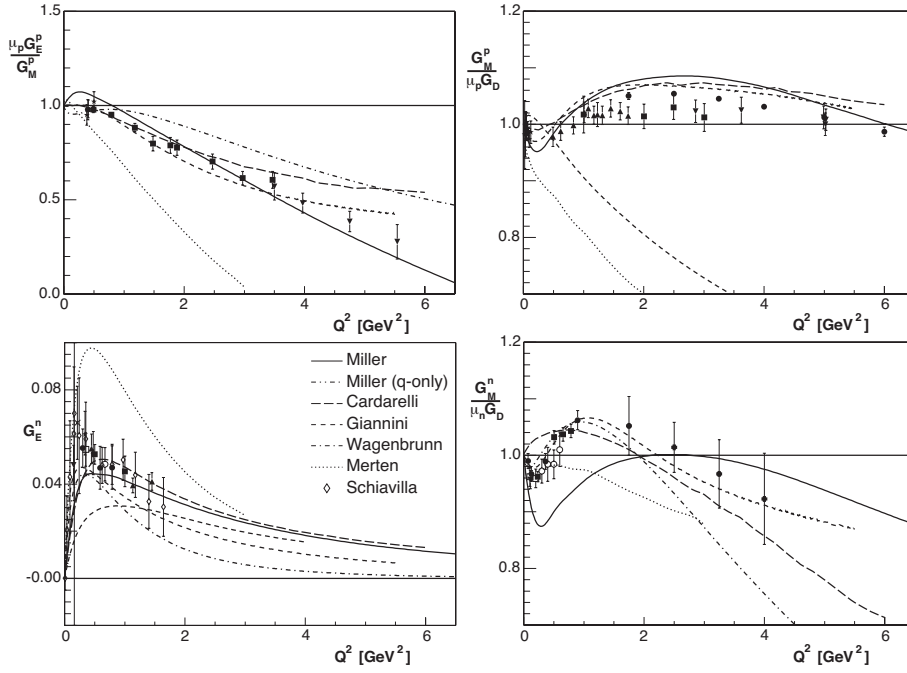 μpGEp
GMp
1.5
1.0
0.5
0.0
0
2
4
6
Q2 [GeV2]
GMp
μpGD
1.2
1.0
0.8
0
2
4
6
Q2 [GeV2]
GEn
0.08
0.04
-0.00
0
2
4
6
Q2 [GeV2]
Miller
Miller (q-only)
Cardarelli
Giannini
Wagenbrunn
Merten
Schiavilla
GMn
μnGD
1.2
1.0
0.8
0
2
4
6
Q2 [GeV2]